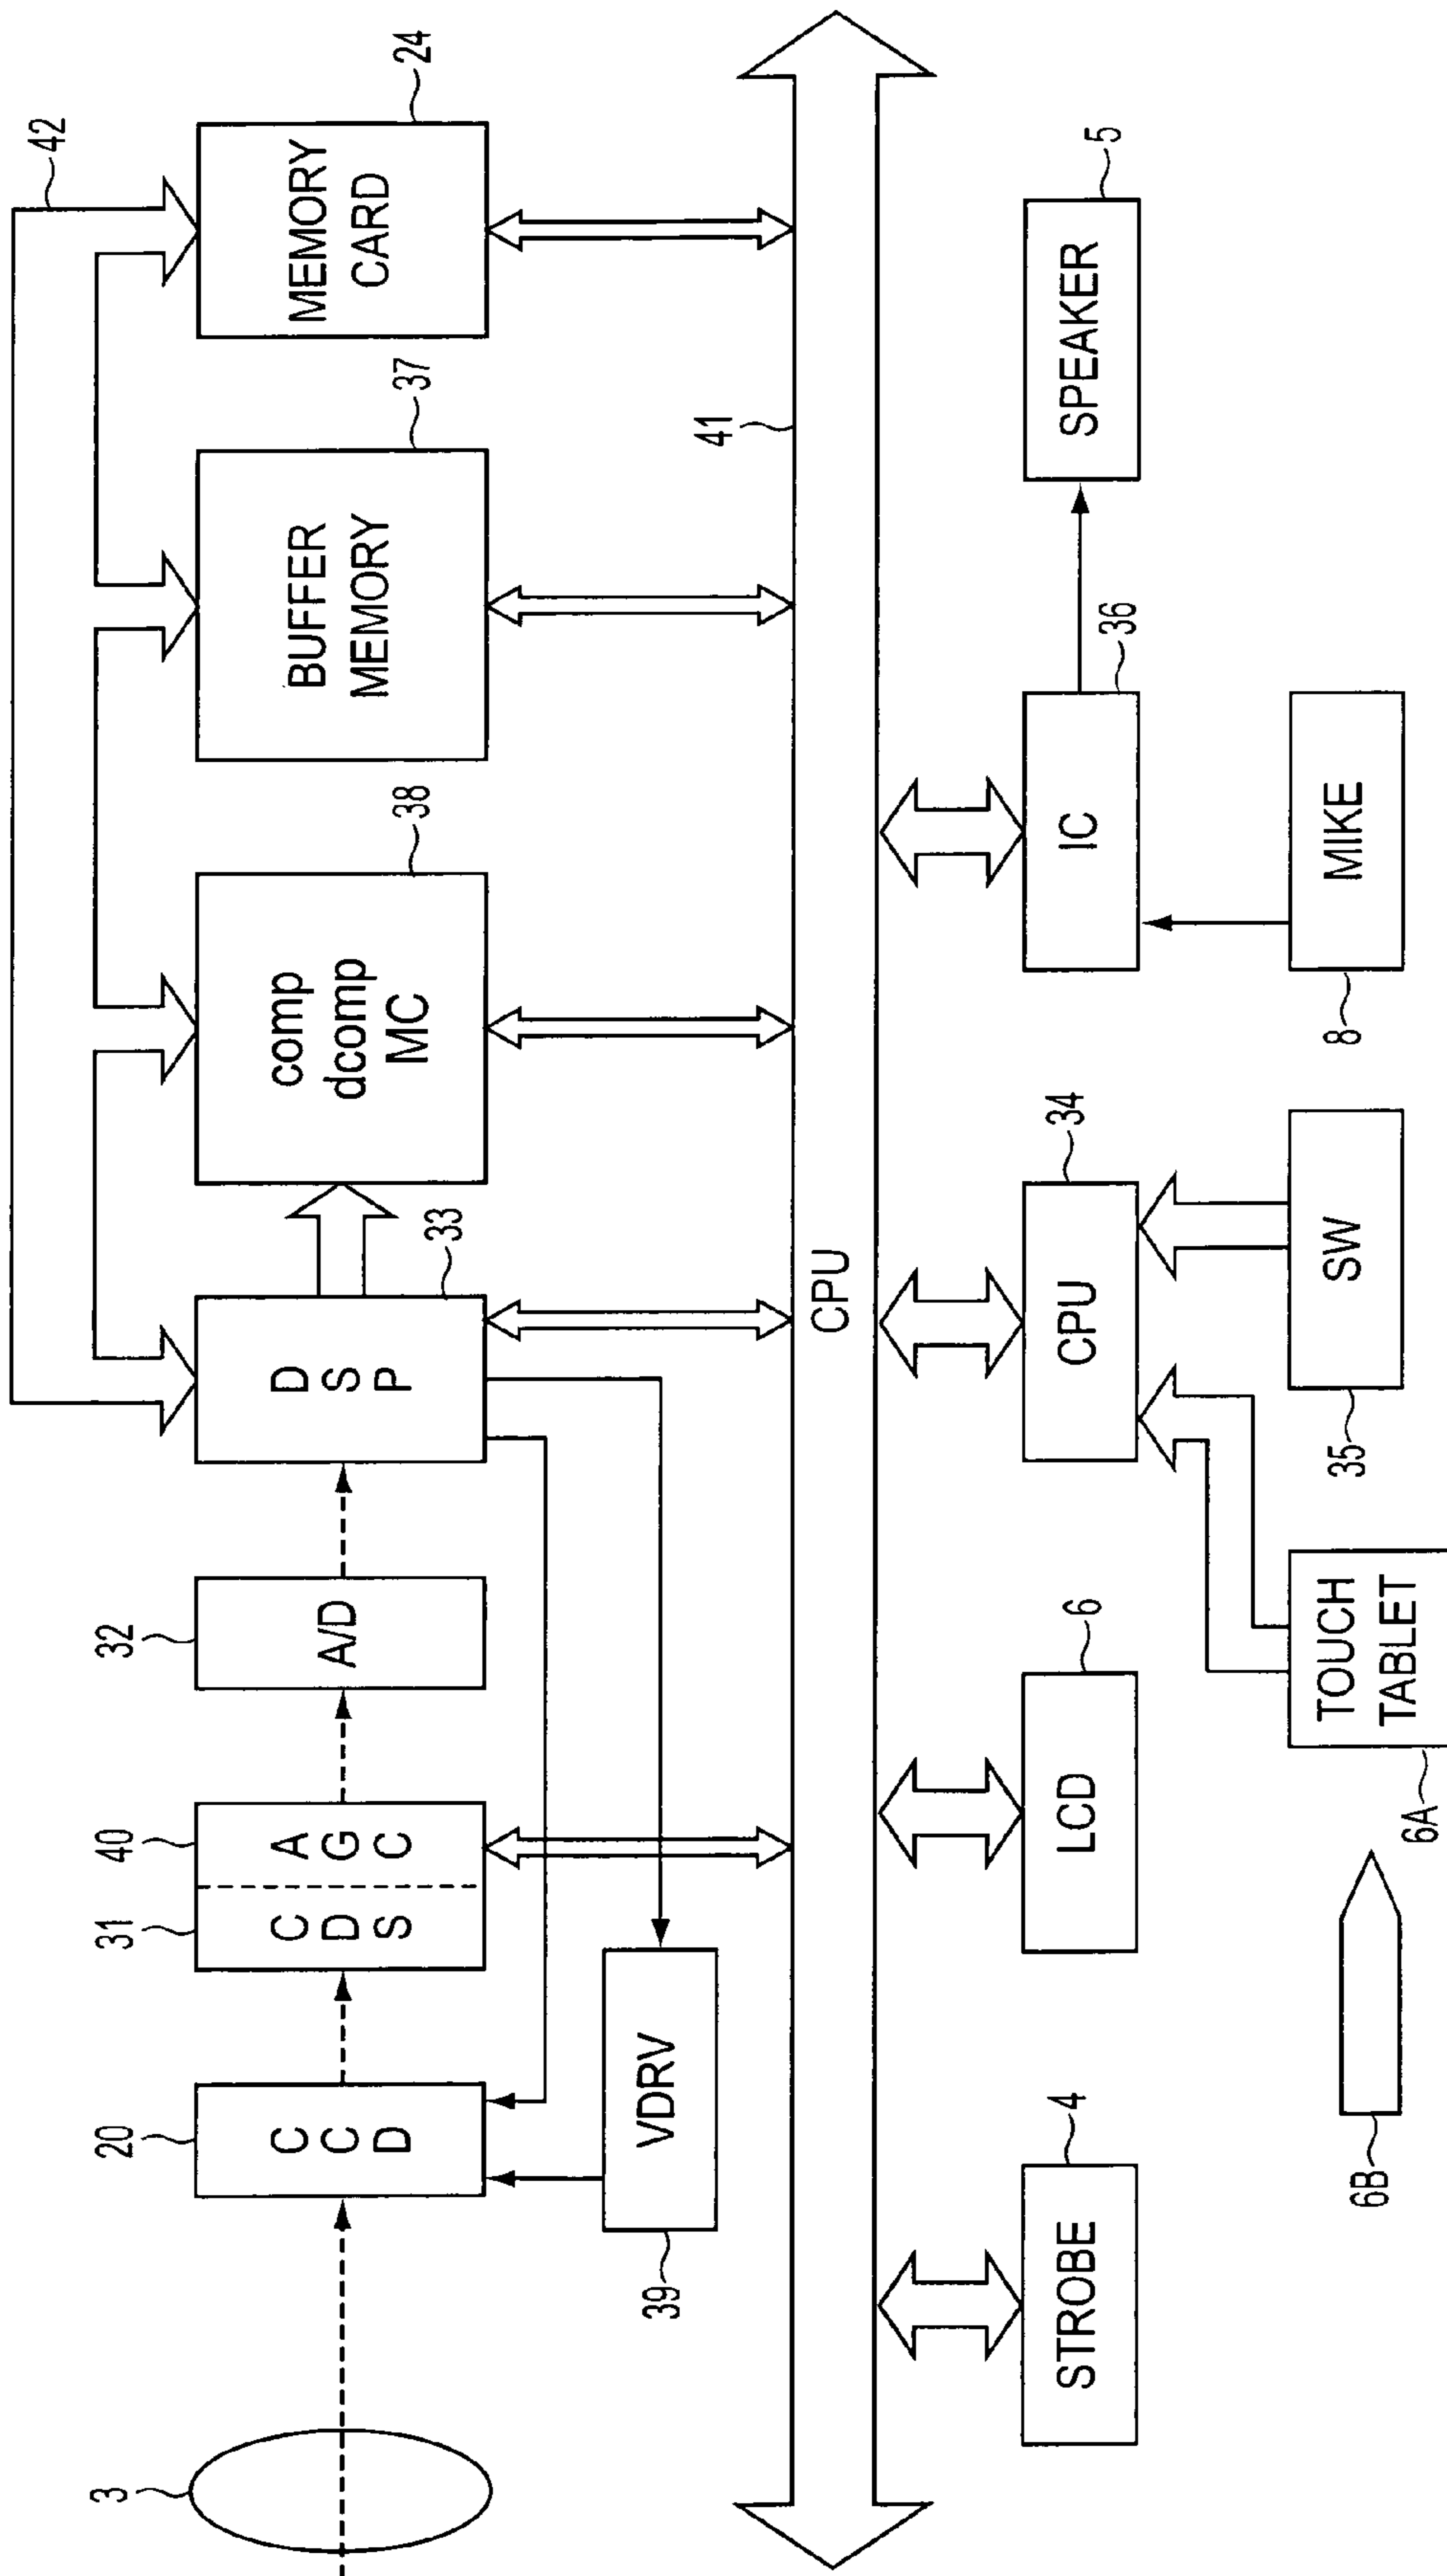 42
24
MEMORY
CARD
37
BUFFER
MEMORY
38
comp
dcomp
MC
33
D
S
P
32
A/D
40
A
G
C
31
C
D
S
20
C
C
D
3
39
VDRV
41
CPU
4
STROBE
6
LCD
34
CPU
36
IC
5
SPEAKER
6B
6A
TOUCH
TABLET
35
SW
8
MIKE